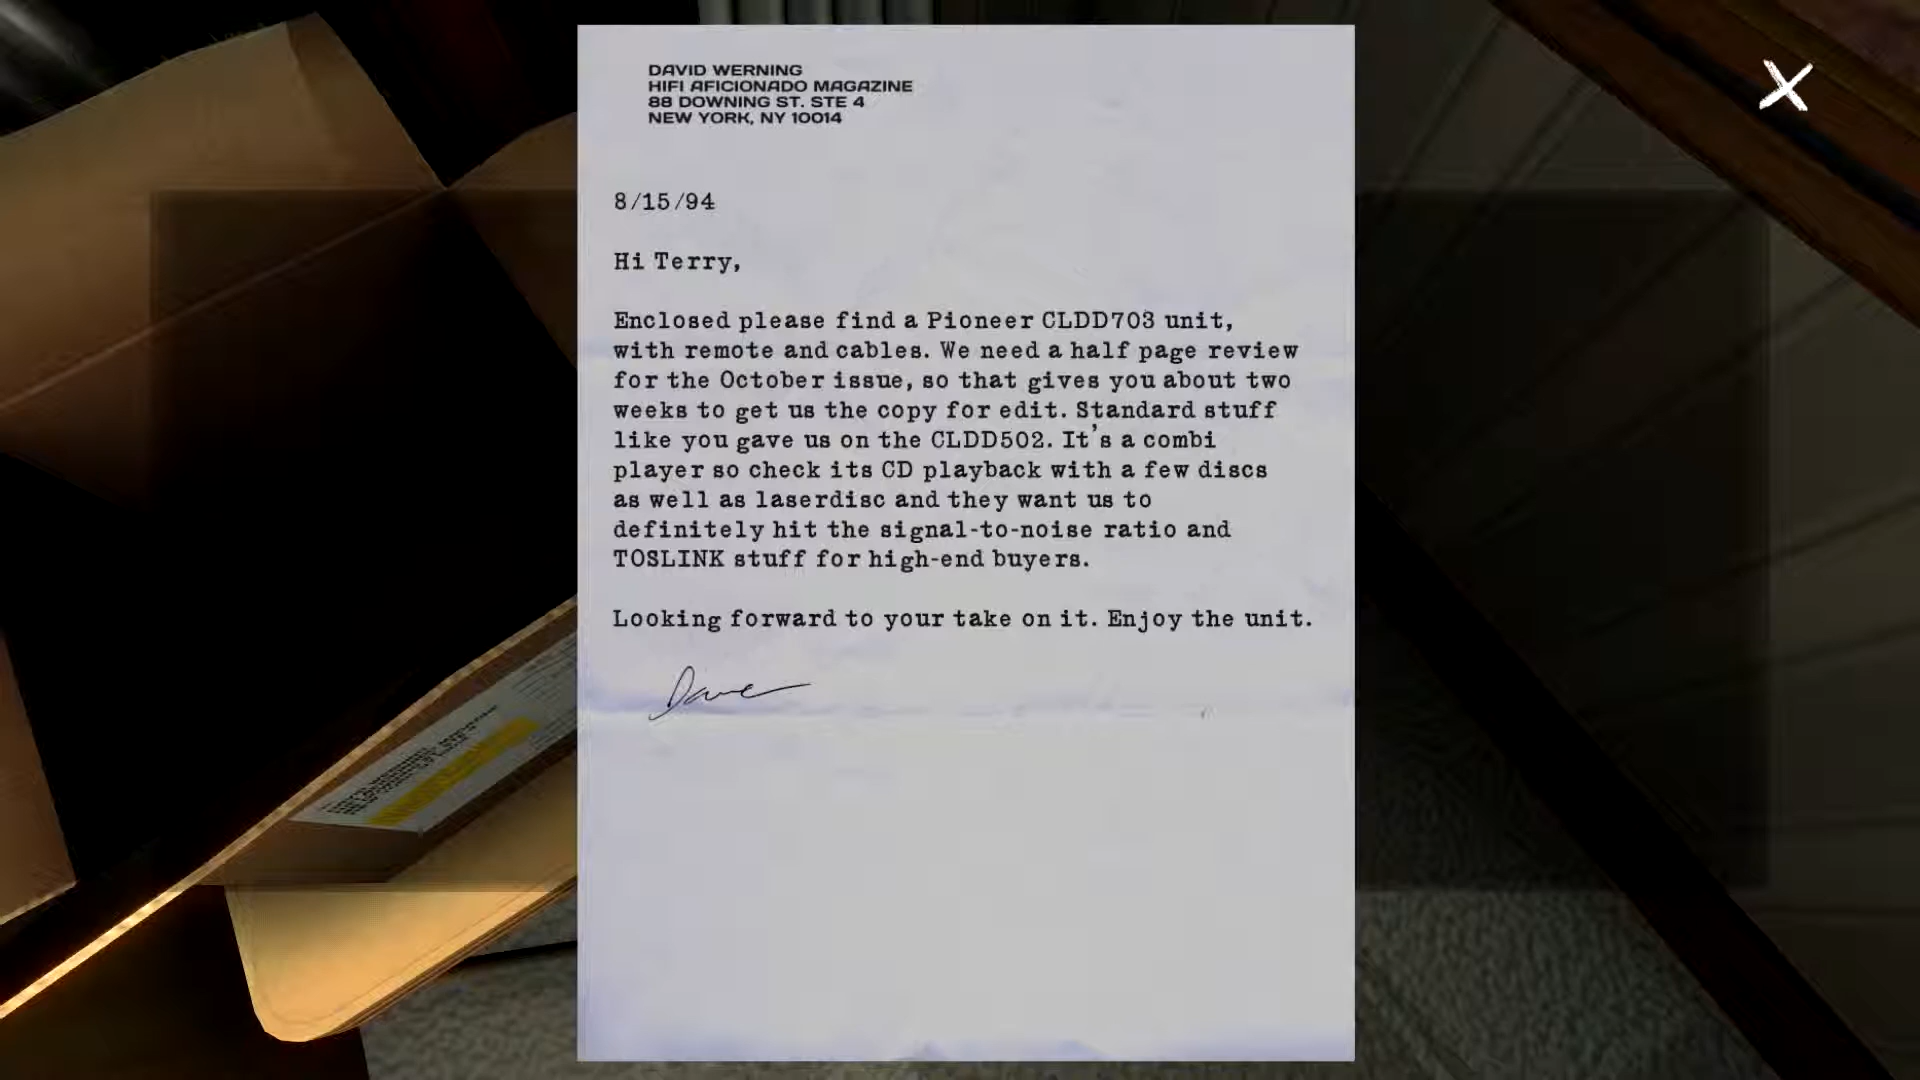 DAVID WERNING
HIFI AFICIONADO MAGAZINE
88 DOWNING ST. STE 4
NEW YORK, NY 10014
8/15/94
Hi Terry,
Enclosed please find a Pioneer CLDD703 unit,
with remote and cables. We need a half page review
for the October issue, so that gives you about two
weeks to get us the copy for edit. Standard stuff
like you gave us on the CLDD502. It's a combi
player so check its CD playback with a few discs
as well as laserdisc and they want us to
definitely hit the signal-to-noise ratio and
TOSLINK stuff for high-end buyers.
Looking forward to your take on it. Enjoy the unit.
Dave